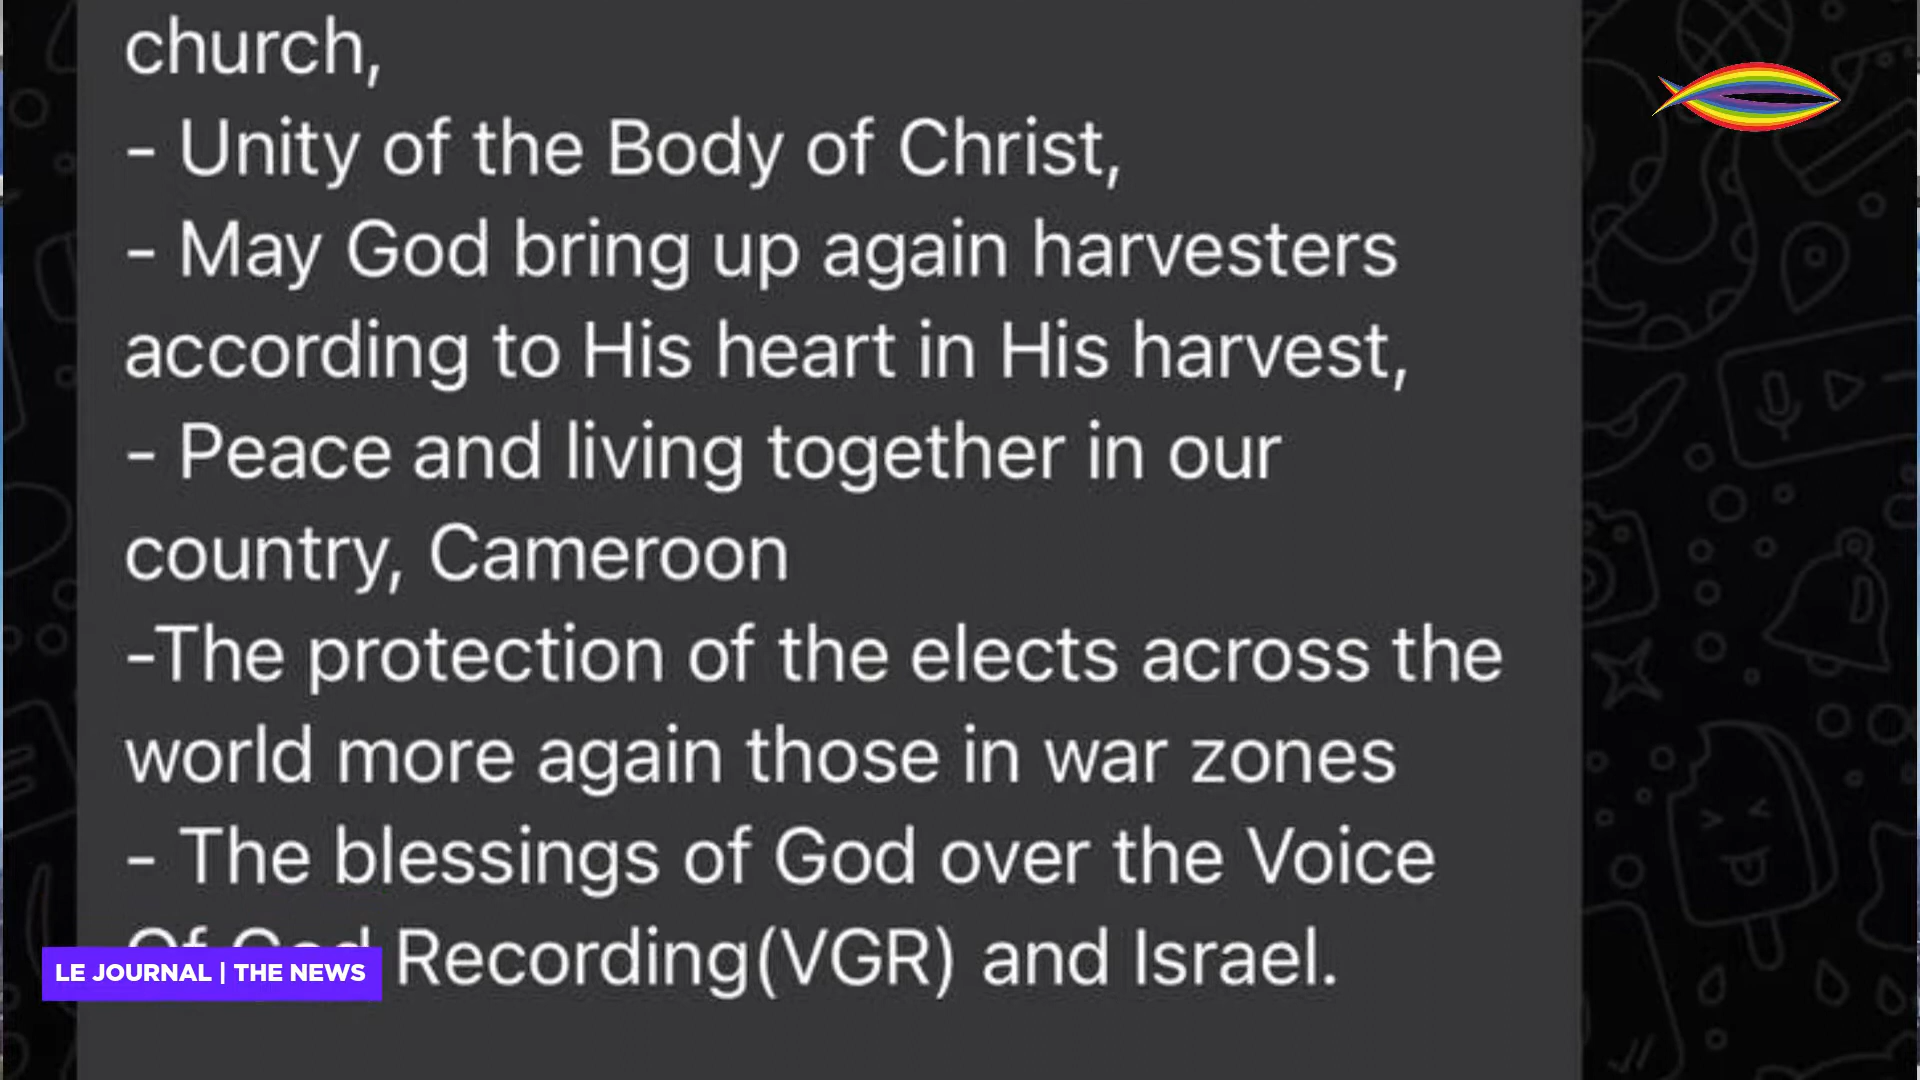 church,
- Unity of the Body of Christ,
- May God bring up again harvesters
according to His heart in His harvest,
- Peace and living together in our
country, Cameroon
-The protection of the elects across the
world more again those in war zones
- The blessings of God over the Voice
Of God Recording(VGR) and Israel.
LE JOURNAL | THE NEWS